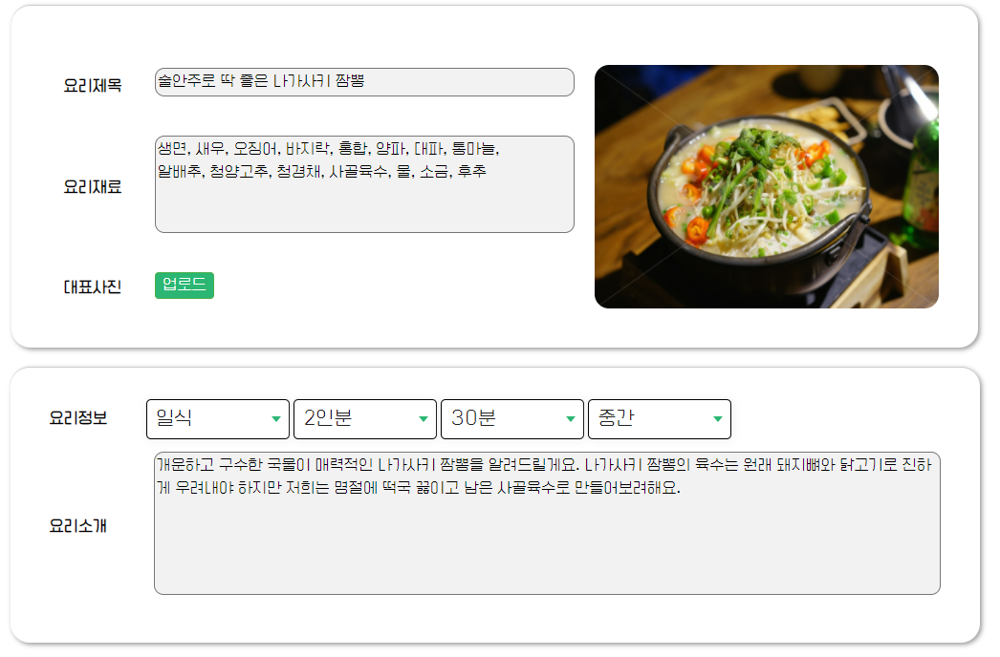 요리제목
술안주로 딱 좋은 나가사키 짬뽕
요리재료
생면, 새우, 오징어, 바지락, 홍합, 양파, 대파, 통마늘,
알배추, 청양고추, 청경채, 사골육수, 물, 소금, 후추
대표사진
업로드
요리정보
일식
2인분
30분
중간
요리소개
개운하고 구수한 국물이 매력적인 나가사키 짬뽕을 알려드릴게요. 나가사키 짬뽕의 육수는 원래 돼지뼈와 닭고기로 진하
게 우려내야 하지만 저희는 명절에 떡국 끓이고 남은 사골육수로 만들어보려해요.